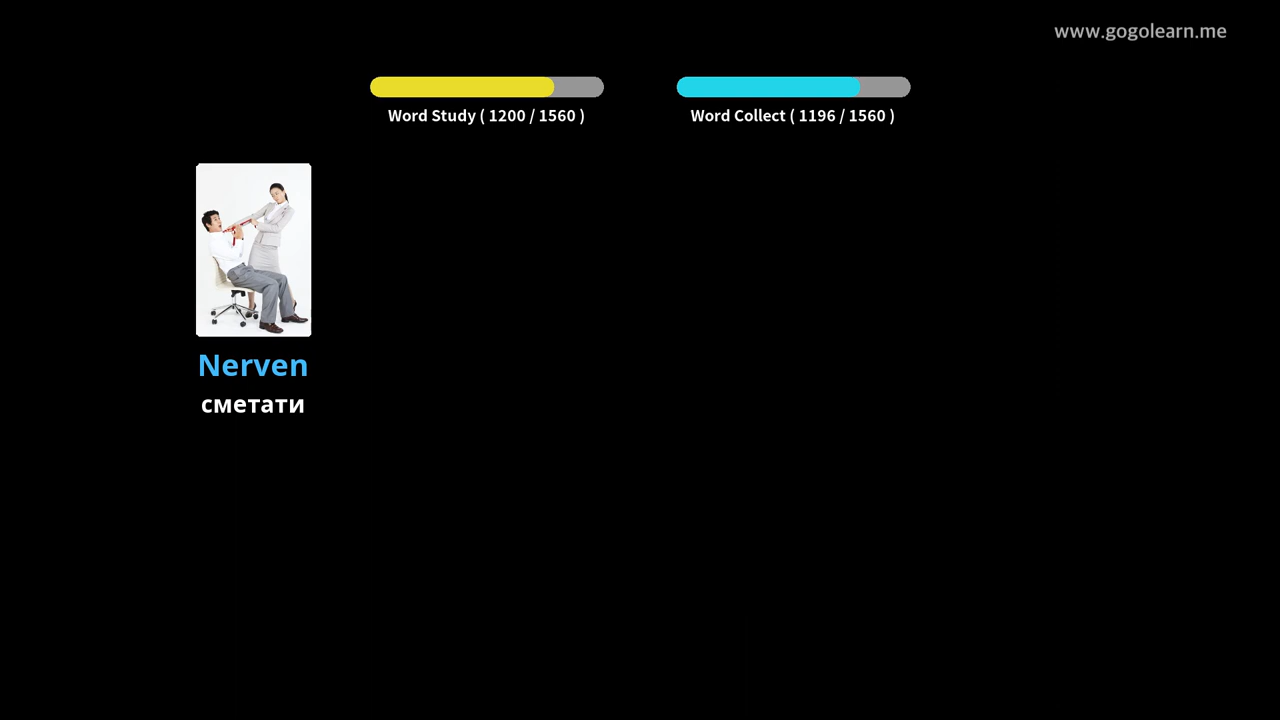 www.gogolearn.me
Word Study ( 1200 / 1560 )
Word Collect ( 1196 / 1560 )
Nerven
сметати